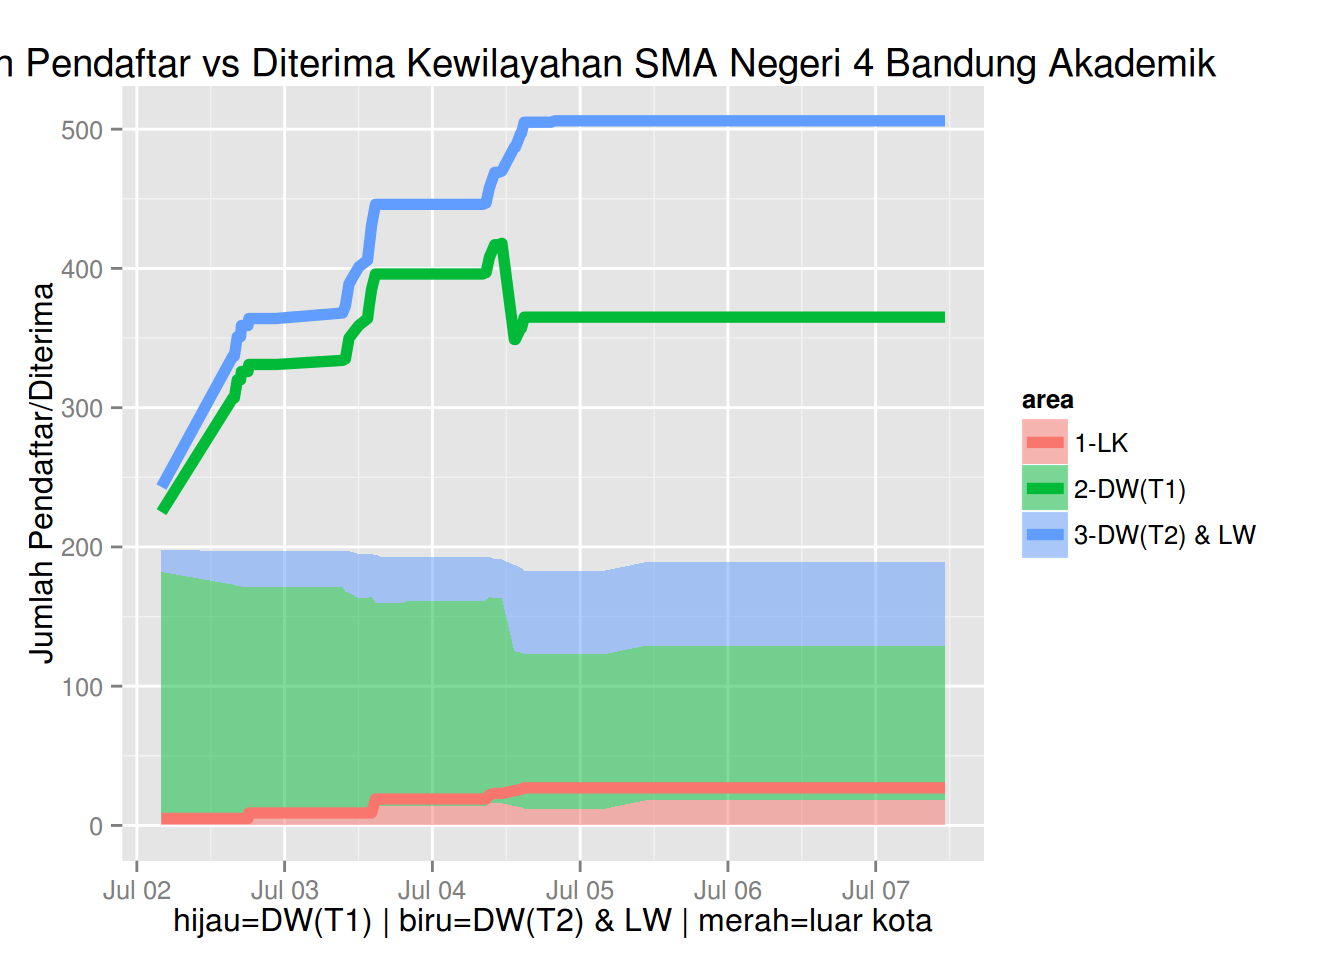 Pendaftar vs Diterima Kewilayahan SMA Negeri 4 Bandung Akademik
Jumlah Pendaftar/Diterima
500
400
300
200
100
0
Jul 02 Jul 03 Jul 04 Jul 05 Jul 06 Jul 07
hijau=DW(T1) | biru=DW(T2) & LW | merah=luar kota
area
1-LK
2-DW(T1)
3-DW(T2) & LW